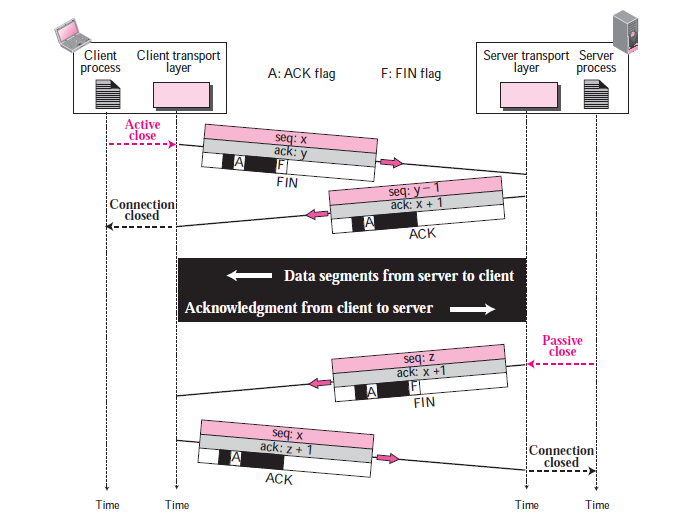 Client process
Client transport layer
A: ACK flag
F: FIN flag
Server transport layer
Server process
Active close
seq: x
ack: y
A F
FIN
seq: y – 1
ack: x + 1
A
ACK
Connection closed
Data segments from server to client
Acknowledgment from client to server
Passive close
seq: z
ack: x +1
A F
FIN
seq: x
ack: z + 1
A
ACK
Connection closed
Time
Time
Time
Time